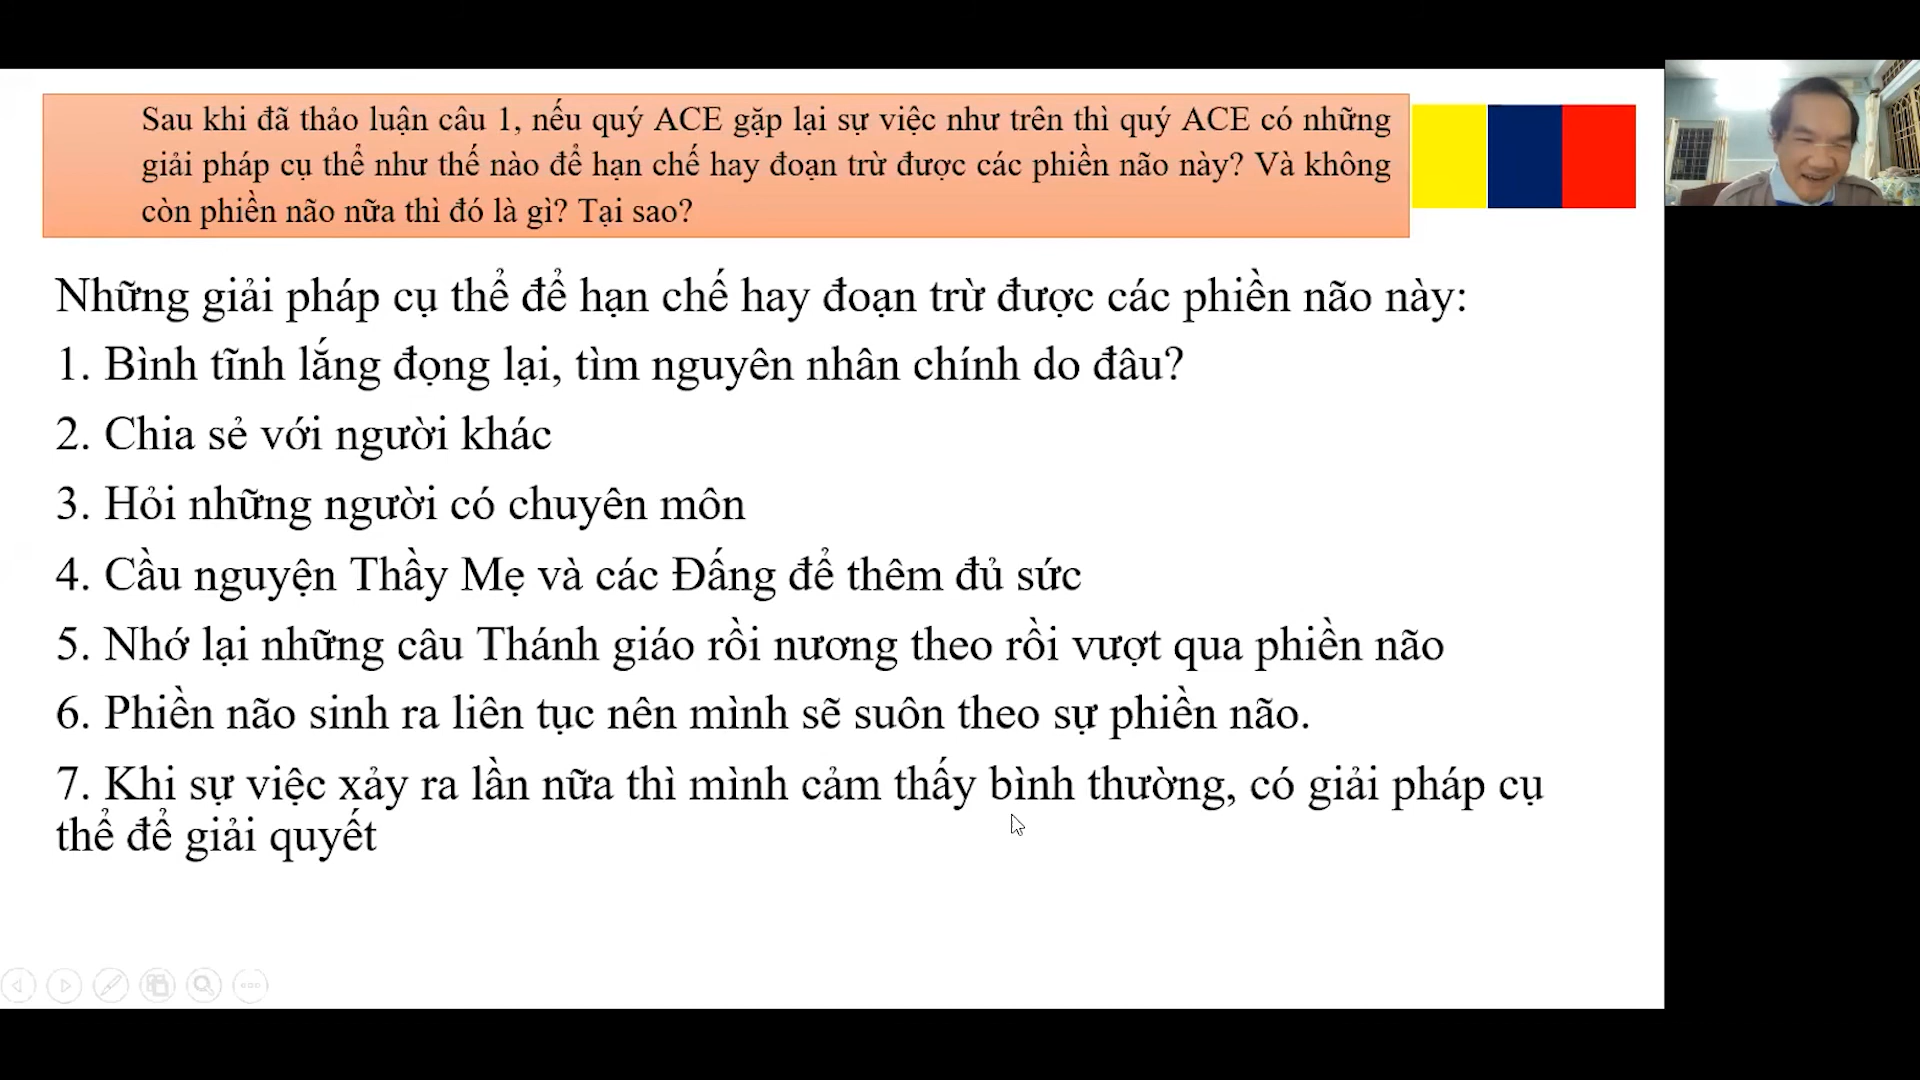 Sau khi đã thảo luận câu 1, nếu quý ACE gặp lại sự việc như trên thì quý ACE có những
giải pháp cụ thể như thế nào để hạn chế hay đoạn trừ được các phiền não này? Và không
còn phiền não nữa thì đó là gì? Tại sao?
Những giải pháp cụ thể để hạn chế hay đoạn trừ được các phiền não này:
1. Bình tĩnh lắng đọng lại, tìm nguyên nhân chính do đâu?
2. Chia sẻ với người khác
3. Hỏi những người có chuyên môn
4. Cầu nguyện Thầy Mẹ và các Đấng để thêm đủ sức
5. Nhớ lại những câu Thánh giáo rồi nương theo rồi vượt qua phiền não
6. Phiền não sinh ra liên tục nên mình sẽ suôn theo sự phiền não.
7. Khi sự việc xảy ra lần nữa thì mình cảm thấy bình thường, có giải pháp cụ
thể để giải quyết